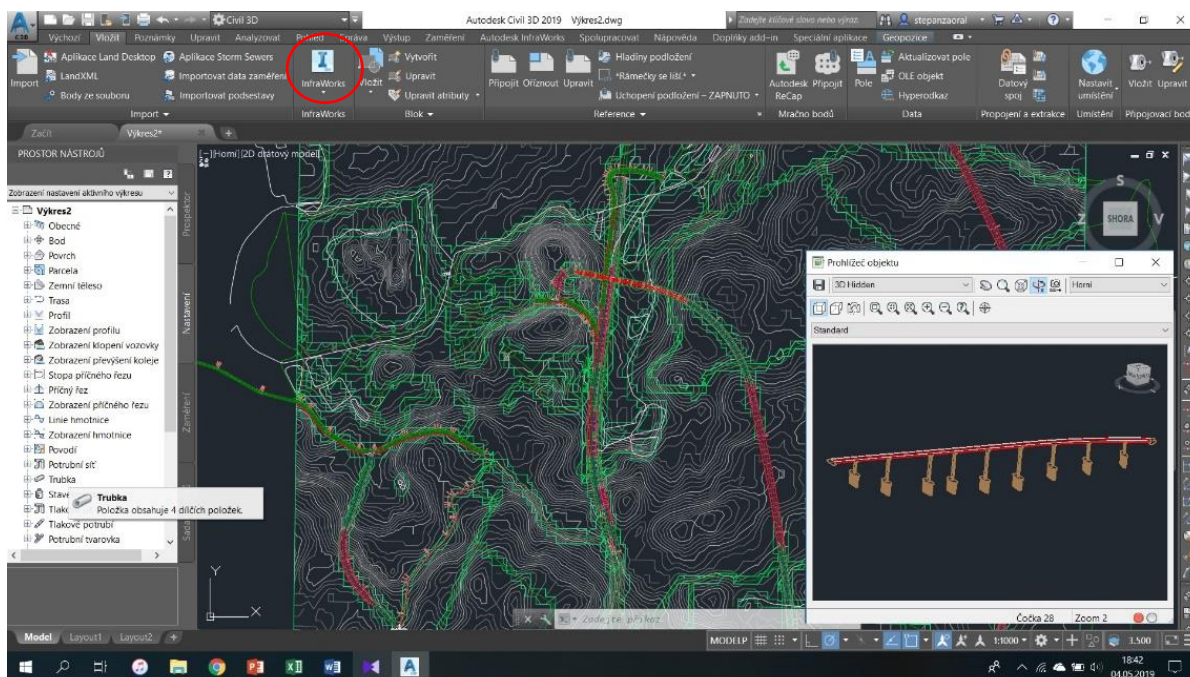 Civil 3D
Autodesk Civil 3D 2019 Výkres2.dwg
Zadejte klíčové slovo nebo výraz.
stepanzaoral
C3D
Výchozí Vložit Poznámky Upravit Analyzovat Pohled Správa Výstup Zaměření Autodesk InfraWorks Spolupracovat Nápověda Doplňky add-in Speciální aplikace Geopozice
Import
Aplikace Land Desktop
LandXML
Body ze souboru
Aplikace Storm Sewers
Importovat data zaměření
Importovat podsestavy
InfraWorks
Vložit
Vytvořit
Upravit
Upravit atributy
Připojit Oříznout Upravit
Hladiny podložení
*Rámečky se liší*
Uchopení podložení – ZAPNUTO
Autodesk ReCap
Připojit
Pole
Aktualizovat pole
OLE objekt
Hyperodkaz
Datový spoj
Nastavit umístění
Vložit Upravit
Import InfraWorks Blok Reference Mračno bodů Data Propojení a extrakce Umístění Připojovací bod
Začít Výkres2*
PROSTOR NÁSTROJŮ
Zobrazení nastavení aktivního výkresu
Výkres2
Obecné
Bod
Povrch
Parcela
Zemní těleso
Trasa
Profil
Zobrazení profilu
Zobrazení klopení vozovky
Zobrazení převýšení koleje
Stopa příčného řezu
Příčný řez
Zobrazení příčného řezu
Linie hmotnice
Zobrazení hmotnice
Povodí
Potrubní síť
Trubka
Stave
Tlako
Tlakové potrubí
Potrubní tvarovka
Trubka
Položka obsahuje 4 dílčích položek.
Prospektor
Nastavení
Zaměření
Sada
[–][Horní][2D drátový model]
S
Z SHORA V
Prohlížeč objektu
3D Hidden
Horni
Standard
Čočka 28 Zoom 2
Y
X
Zadejte příkaz
Model Layout1 Layout2 +
MODELP
1:1000
3.500
18:42
04.05.2019